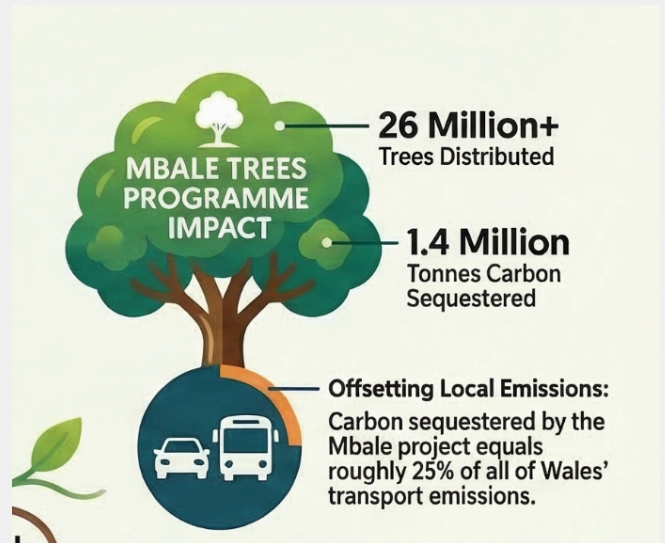 MBALE TREES
PROGRAMME
IMPACT
26 Million+
Trees Distributed
1.4 Million
Tonnes Carbon
Sequestered
Offsetting Local Emissions:
Carbon sequestered by the
Mbale project equals
roughly 25% of all of Wales'
transport emissions.